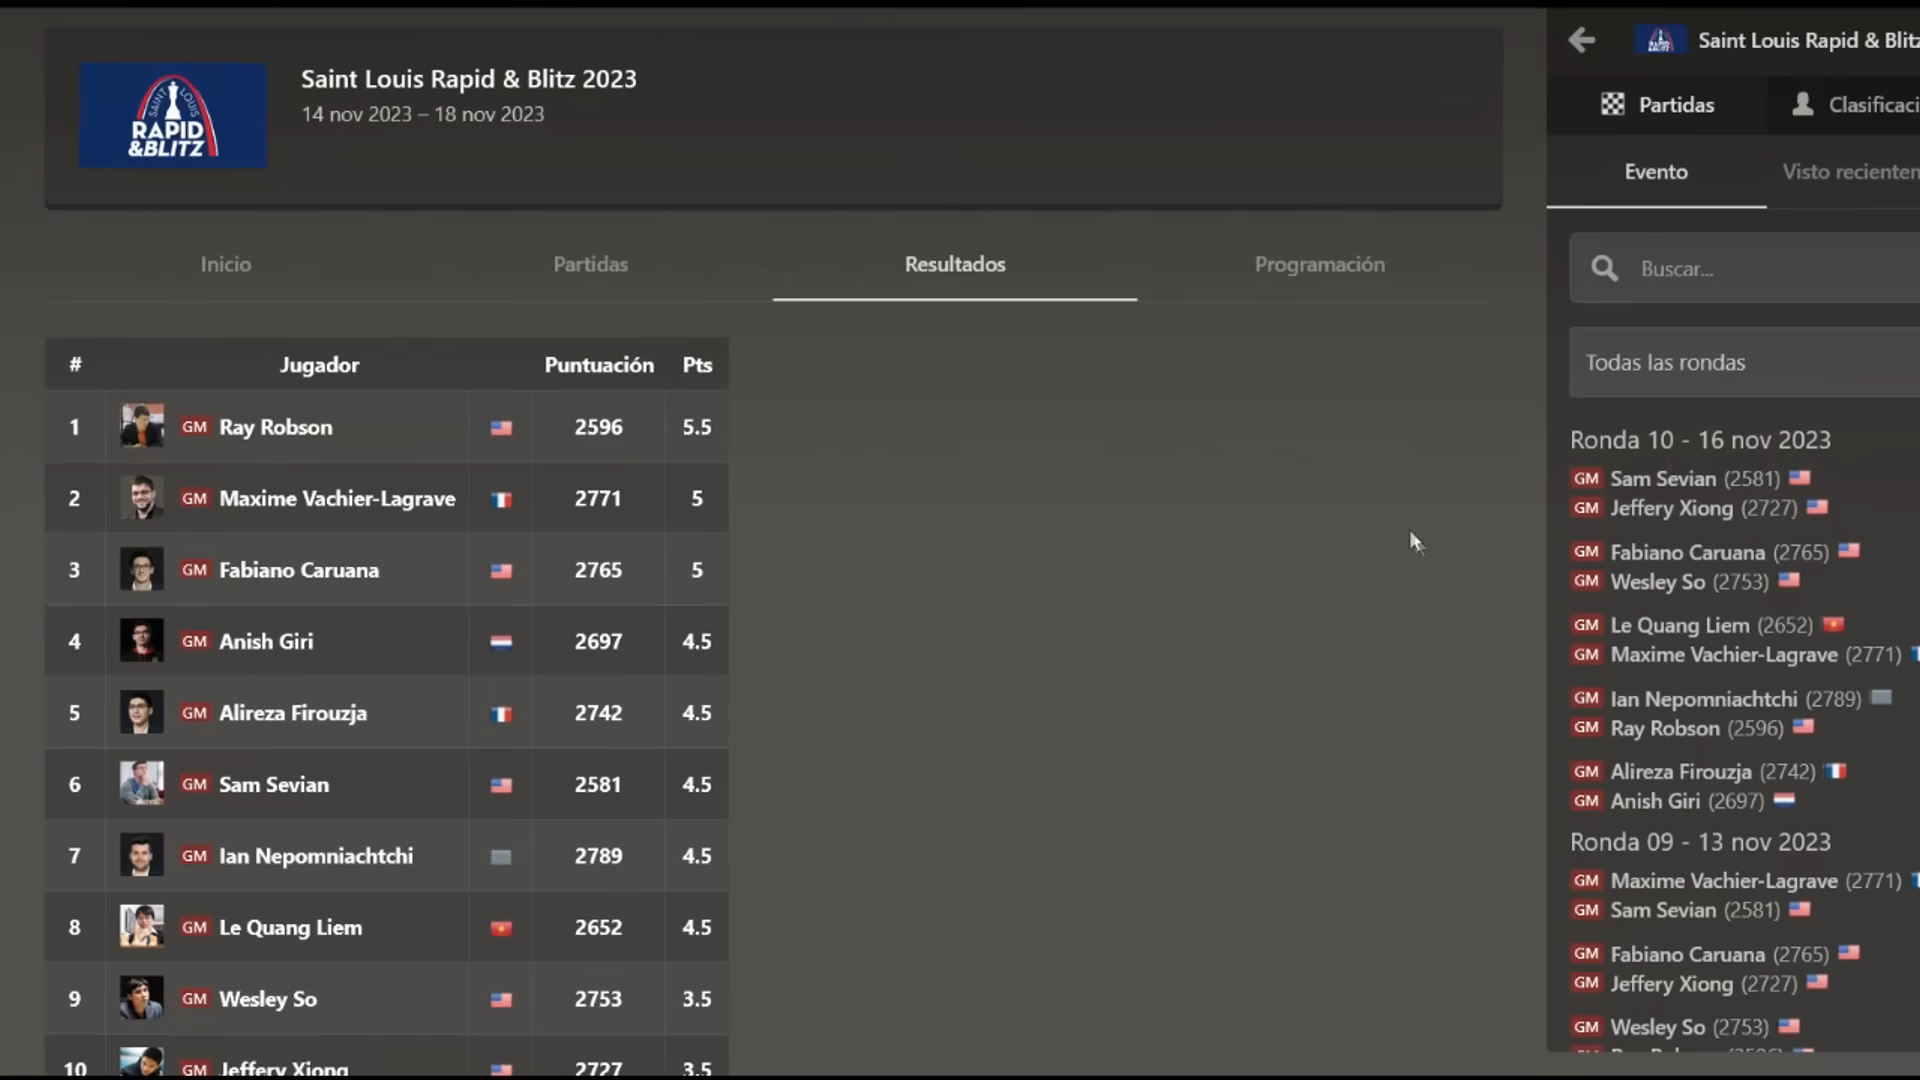 SAINT LOUIS
RAPID
&BLITZ
Saint Louis Rapid & Blitz 2023
14 nov 2023 – 18 nov 2023
Inicio
Partidas
Resultados
Programación
# Jugador Puntuación Pts
1 GM Ray Robson 2596 5.5
2 GM Maxime Vachier-Lagrave 2771 5
3 GM Fabiano Caruana 2765 5
4 GM Anish Giri 2697 4.5
5 GM Alireza Firouzja 2742 4.5
6 GM Sam Sevian 2581 4.5
7 GM Ian Nepomniachtchi 2789 4.5
8 GM Le Quang Liem 2652 4.5
9 GM Wesley So 2753 3.5
10 GM Jeffery Xiong 2727 3.5
Saint Louis Rapid & Blitz
Partidas
Clasificaci
Evento
Visto recienten
Buscar...
Todas las rondas
Ronda 10 - 16 nov 2023
GM Sam Sevian (2581)
GM Jeffery Xiong (2727)
GM Fabiano Caruana (2765)
GM Wesley So (2753)
GM Le Quang Liem (2652)
GM Maxime Vachier-Lagrave (2771)
GM Ian Nepomniachtchi (2789)
GM Ray Robson (2596)
GM Alireza Firouzja (2742)
GM Anish Giri (2697)
Ronda 09 - 13 nov 2023
GM Maxime Vachier-Lagrave (2771)
GM Sam Sevian (2581)
GM Fabiano Caruana (2765)
GM Jeffery Xiong (2727)
GM Wesley So (2753)